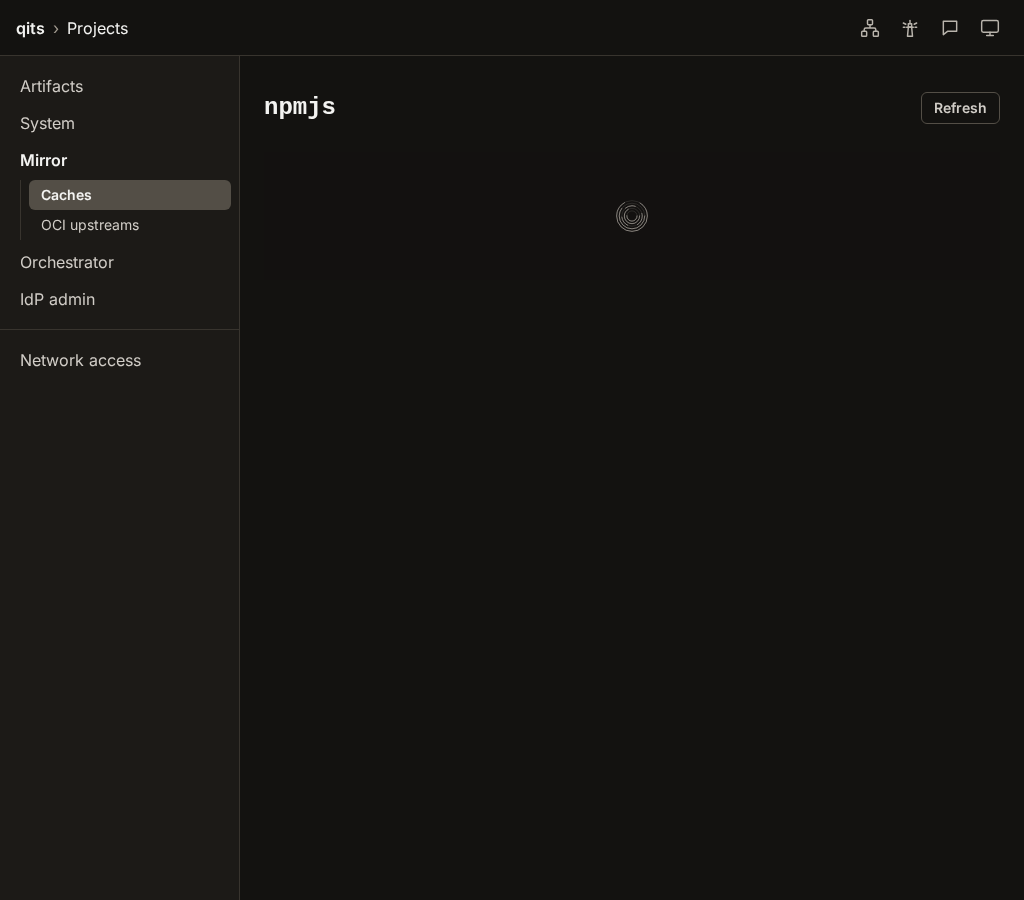 qits › Projects
Artifacts
System
Mirror
Caches
OCI upstreams
Orchestrator
IdP admin
Network access
npmjs
Refresh